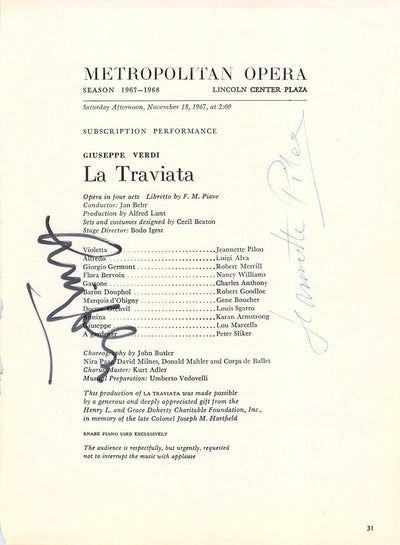 METROPOLITAN OPERA
SEASON 1967–1968 LINCOLN CENTER PLAZA
Saturday Afternoon, November 18, 1967, at 2:00
SUBSCRIPTION PERFORMANCE
GIUSEPPE VERDI
La Traviata
Opera in four acts Libretto by F. M. Piave
Conductor: Jan Behr
Production by Alfred Lunt
Sets and costumes designed by Cecil Beaton
Stage Director: Bodo Igesz
Violetta Jeannette Pilou
Alfredo Luigi Alva
Giorgio Germont Robert Merrill
Flora Bervoix Nancy Williams
Gastone Charles Anthony
Baron Douphol Robert Goodloe
Marquis d'Obigny Gene Boucher
Doctor Grenvil Louis Sgarro
Annina Karan Armstrong
Giuseppe Lou Marcella
A gardener Peter Sliker
Choreography by John Butler
Nira Paaz, David Milnes, Donald Mahler and Corps de Ballet
Chorus Master: Kurt Adler
Musical Preparation: Umberto Vedovelli
This production of LA TRAVIATA was made possible
by a generous and deeply appreciated gift from the
Henry L. and Grace Doherty Charitable Foundation, Inc.,
in memory of the late Colonel Joseph M. Hartfield
KNABE PIANO USED EXCLUSIVELY
The audience is respectfully, but urgently, requested
not to interrupt the music with applause
Jeannette Pilou
31